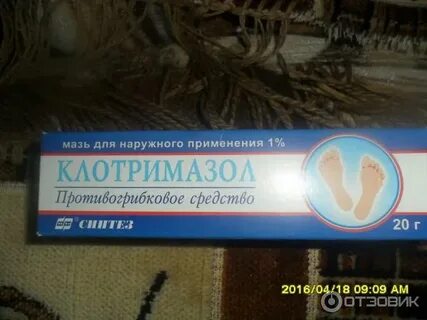 мазь для наружного применения 1%
КЛОТРИМАЗОЛ
Противогрибковое средство
СИНТЕЗ
20 г
2016/04/18 09:09 AM
ОТЗОВИК